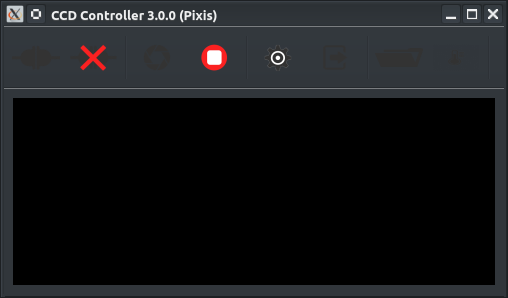 CCD Controller 3.0.0 (Pixis)